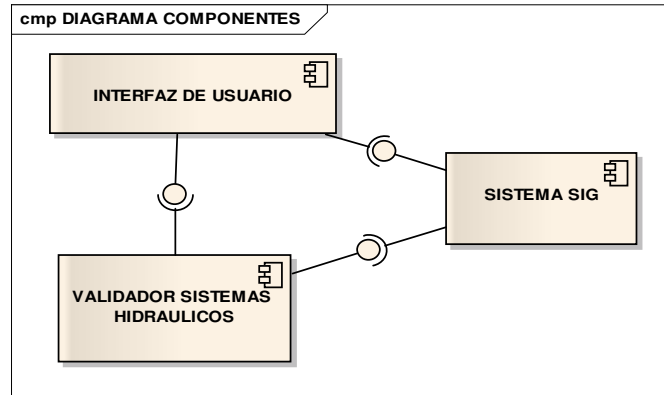 cmp DIAGRAMA COMPONENTES
INTERFAZ DE USUARIO
SISTEMA SIG
VALIDADOR SISTEMAS
HIDRAULICOS